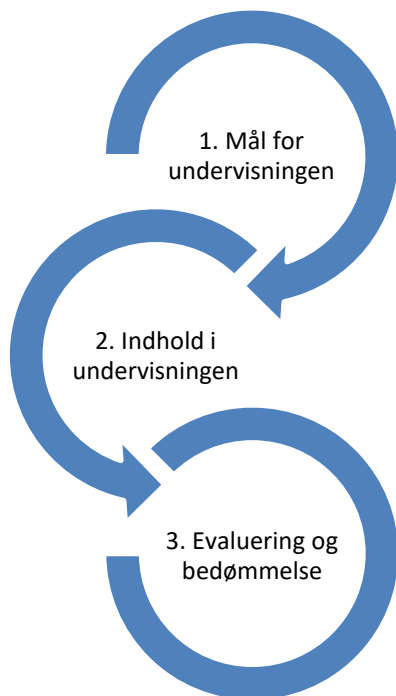 1. Mål for
undervisningen
2. Indhold i
undervisningen
3. Evaluering og
bedømmelse